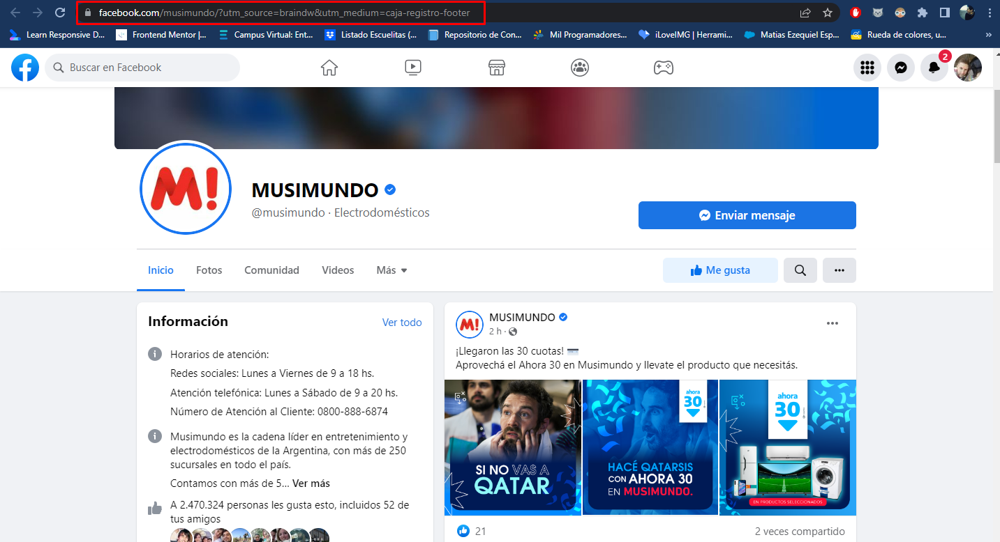 facebook.com/musimundo/?utm_source=braindw&utm_medium=caja-registro-footer
Learn Responsive D...
Frontend Mentor |...
Campus Virtual: Ent...
Listado Escuelitas (...
Repositorio de Con...
Mil Programadores...
iLoveIMG | Herrami...
Matias Ezequiel Esp...
Rueda de colores, u...
»
Buscar en Facebook
2
MUSIMUNDO
@musimundo · Electrodomésticos
Enviar mensaje
Inicio
Fotos
Comunidad
Videos
Más
Me gusta
Información
Ver todo
Horarios de atención:
Redes sociales: Lunes a Viernes de 9 a 18 hs.
Atención telefónica: Lunes a Sábado de 9 a 20 hs.
Número de Atención al Cliente: 0800-888-6874
Musimundo es la cadena líder en entretenimiento y
electrodomésticos de la Argentina, con más de 250
sucursales en todo el país.
Contamos con más de 5... Ver más
A 2.470.324 personas les gusta esto, incluidos 52 de
tus amigos
M!
MUSIMUNDO
2 h ·
¡Llegaron las 30 cuotas!
Aprovechá el Ahora 30 en Musimundo y llevate el producto que necesitás.
SI NO VAS A
QATAR
ahora
30
HACÉ QATARSIS
CON AHORA 30
EN MUSIMUNDO.
ahora
30
EN PRODUCTOS SELECCIONADOS
21
2 veces compartido